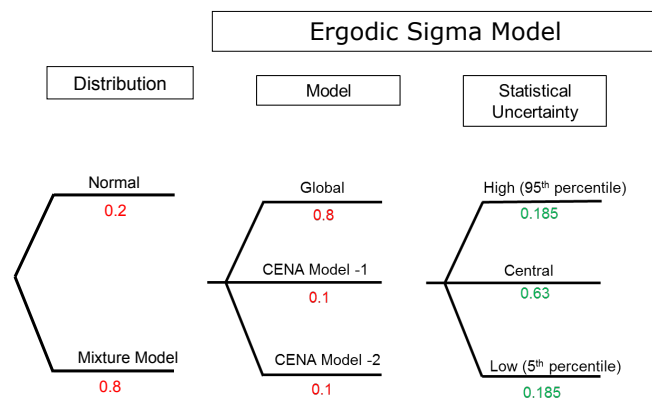 Ergodic Sigma Model
Distribution
Model
Statistical
Uncertainty
Normal
0.2
Mixture Model
0.8
Global
0.8
CENA Model -1
0.1
CENA Model -2
0.1
High (95th percentile)
0.185
Central
0.63
Low (5th percentile)
0.185